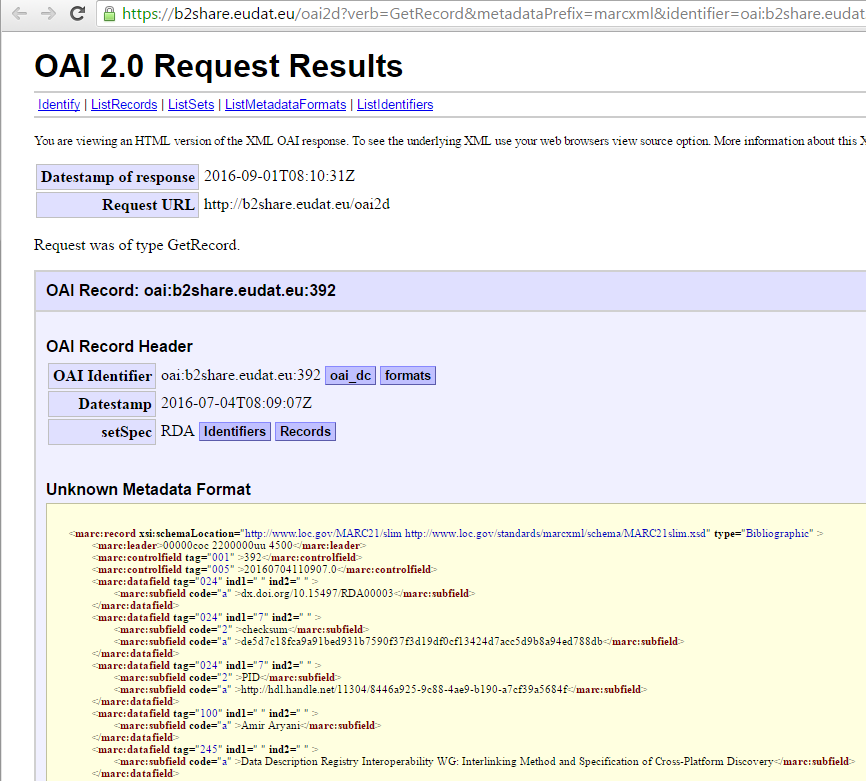 https://b2share.eudat.eu/oai2d?verb=GetRecord&metadataPrefix=marcxml&identifier=oai:b2share.eudat
OAI 2.0 Request Results
Identify | ListRecords | ListSets | ListMetadataFormats | ListIdentifiers
You are viewing an HTML version of the XML OAI response. To see the underlying XML use your web browsers view source option. More information about this X
Datestamp of response 2016-09-01T08:10:31Z
Request URL http://b2share.eudat.eu/oai2d
Request was of type GetRecord.
OAI Record: oai:b2share.eudat.eu:392
OAI Record Header
OAI Identifier oai:b2share.eudat.eu:392 oai_dc formats
Datestamp 2016-07-04T08:09:07Z
setSpec RDA Identifiers Records
Unknown Metadata Format
<marc:record xsi:schemaLocation="http://www.loc.gov/MARC21/slim http://www.loc.gov/standards/marcxml/schema/MARC21slim.xsd" type="Bibliographic" >
<marc:leader>00000coc 2200000uu 4500</marc:leader>
<marc:controlfield tag="001" >392</marc:controlfield>
<marc:controlfield tag="005" >20160704110907.0</marc:controlfield>
<marc:datafield tag="024" ind1=" " ind2=" " >
<marc:subfield code="a" >dx.doi.org/10.15497/RDA00003</marc:subfield>
</marc:datafield>
<marc:datafield tag="024" ind1="7" ind2=" " >
<marc:subfield code="2" >checksum</marc:subfield>
<marc:subfield code="a" >de5d7c18fca9a91bed931b7590f37f3d19df0cf13424d7acc5d9b8a94ed788db</marc:subfield>
</marc:datafield>
<marc:datafield tag="024" ind1="7" ind2=" " >
<marc:subfield code="2" >PID</marc:subfield>
<marc:subfield code="a" >http://hdl.handle.net/11304/8446a925-9c88-4ae9-b190-a7cf39a5684f</marc:subfield>
</marc:datafield>
<marc:datafield tag="100" ind1=" " ind2=" " >
<marc:subfield code="a" >Amir Aryani</marc:subfield>
</marc:datafield>
<marc:datafield tag="245" ind1=" " ind2=" " >
<marc:subfield code="a" >Data Description Registry Interoperability WG: Interlinking Method and Specification of Cross-Platform Discovery</marc:subfield>
</marc:datafield>